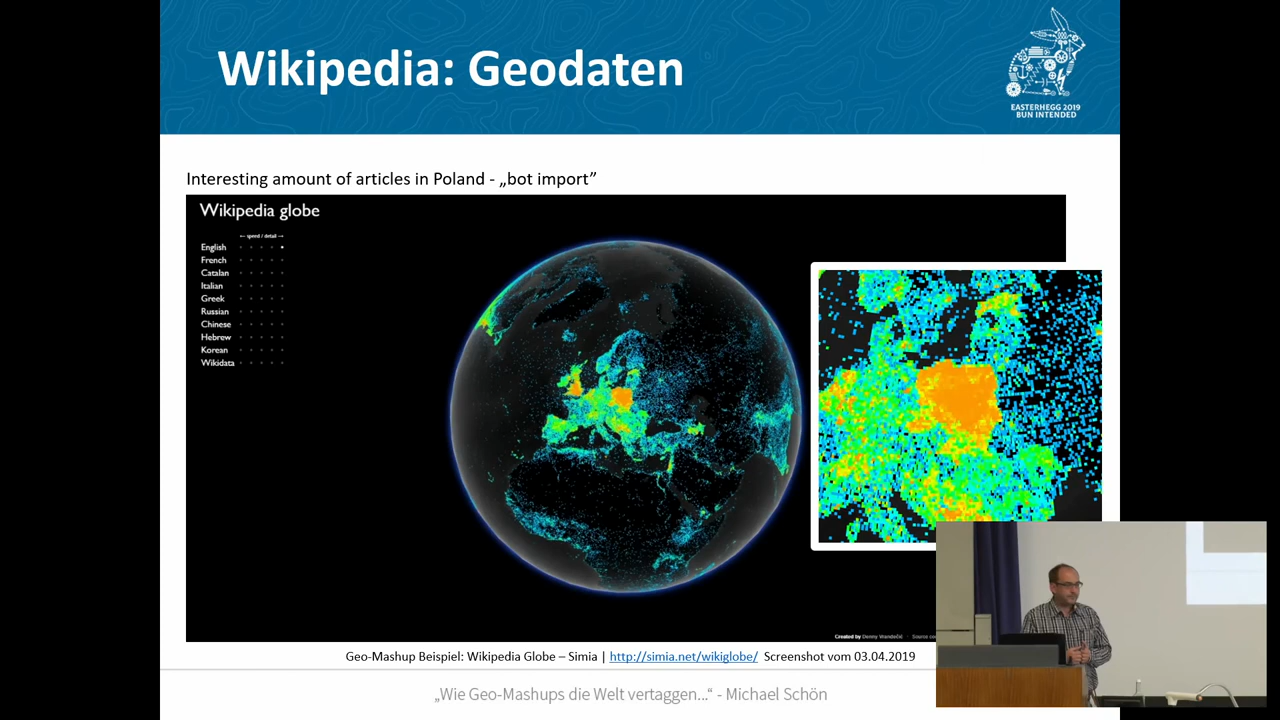 Wikipedia: Geodaten
EASTERHEGG 2019
BUN INTENDED
Interesting amount of articles in Poland - „bot import”
Wikipedia globe
← speed / detail →
English
French
Catalan
Italian
Greek
Russian
Chinese
Hebrew
Korean
Wikidata
Created by Denny Vrandečić · Source
Geo-Mashup Beispiel: Wikipedia Globe – Simia | http://simia.net/wikiglobe/ Screenshot vom 03.04.2019
„Wie Geo-Mashups die Welt vertaggen...“ - Michael Schön